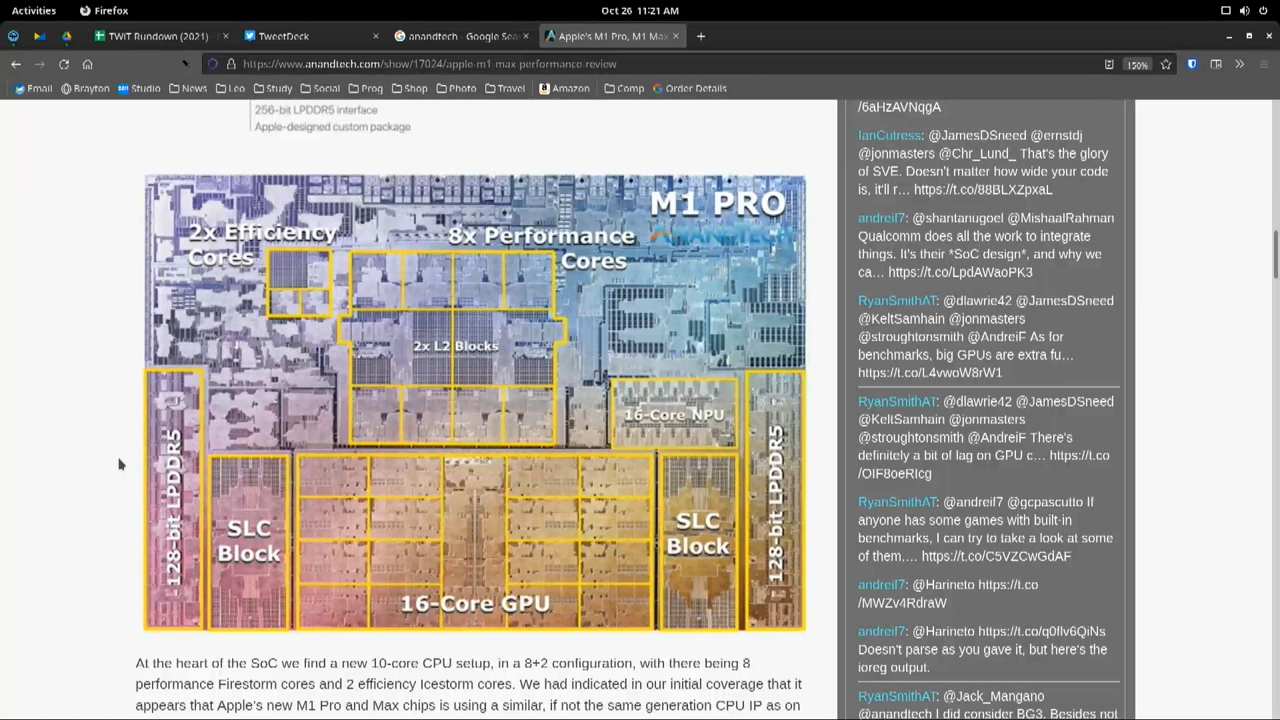 Activities
Firefox
Oct 26 11:21 AM
TWIT Rundown (2021)
TweetDeck
anandtech - Google Sea
Apple's M1 Pro, M1 Max
https://www.anandtech.com/show/17024/apple-m1-max-performance-review
150%
Email
Brayton
Studio
News
Leo
Study
Social
Prog
Shop
Photo
Travel
Amazon
Comp
Order Details
256-bit LPDDR5 interface
Apple-designed custom package
M1 PRO
2x Efficiency
Cores
8x Performance
Cores
2x L2 Blocks
16-Core NPU
128-bit LPDDR5
SLC
Block
16-Core GPU
SLC
Block
128-bit LPDDR5
At the heart of the SoC we find a new 10-core CPU setup, in a 8+2 configuration, with there being 8
performance Firestorm cores and 2 efficiency Icestorm cores. We had indicated in our initial coverage that it
appears that Apple's new M1 Pro and Max chips is using a similar, if not the same generation CPU IP as on
/6aHzAVNqgA
IanCutress: @JamesDSneed @ernstdj
@jonmasters @Chr_Lund_ That's the glory
of SVE. Doesn't matter how wide your code
is, it'll r… https://t.co/88BLXZpxaL
andreif7: @shantanugoel @MishaalRahman
Qualcomm does all the work to integrate
things. It's their *SoC design*, and why we
ca… https://t.co/LpdAWaoPK3
RyanSmithAT: @dlawrie42 @JamesDSneed
@KeltSamhain @jonmasters
@stroughtonsmith @AndreiF As for
benchmarks, big GPUs are extra fu…
https://t.co/L4vwoW8rW1
RyanSmithAT: @dlawrie42 @JamesDSneed
@KeltSamhain @jonmasters
@stroughtonsmith @AndreiF There's
definitely a bit of lag on GPU c… https://t.co
/OIF8oeRIcg
RyanSmithAT: @andreif7 @gcpascutto If
anyone has some games with built-in
benchmarks, I can try to take a look at some
of them.… https://t.co/C5VZCwGdAF
andreif7: @Harineto https://t.co
/MWZv4RdraW
andreif7: @Harineto https://t.co/q0flv6QiNs
Doesn't parse as you gave it, but here's the
ioreg output.
RyanSmithAT: @Jack_Mangano
@anandtech I did consider BG3. Besides not